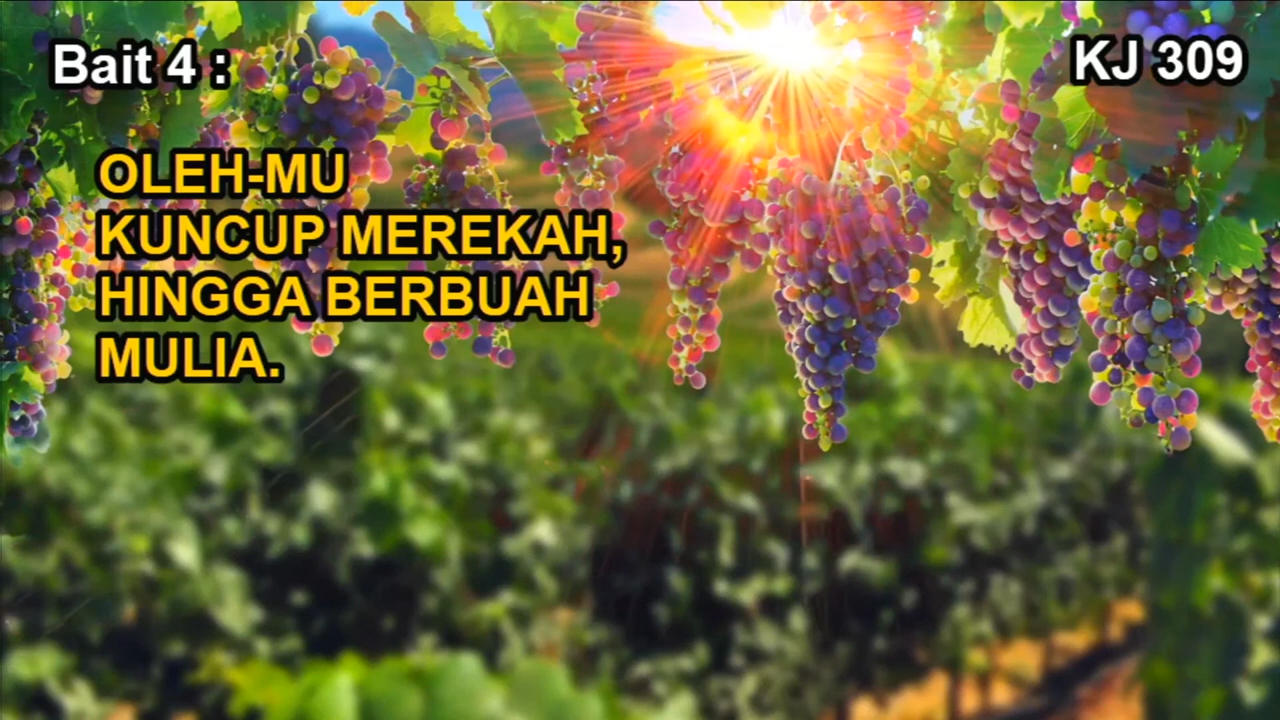 Bait 4 :
KJ 309
OLEH-MU
KUNCUP MEREKAH,
HINGGA BERBUAH
MULIA.